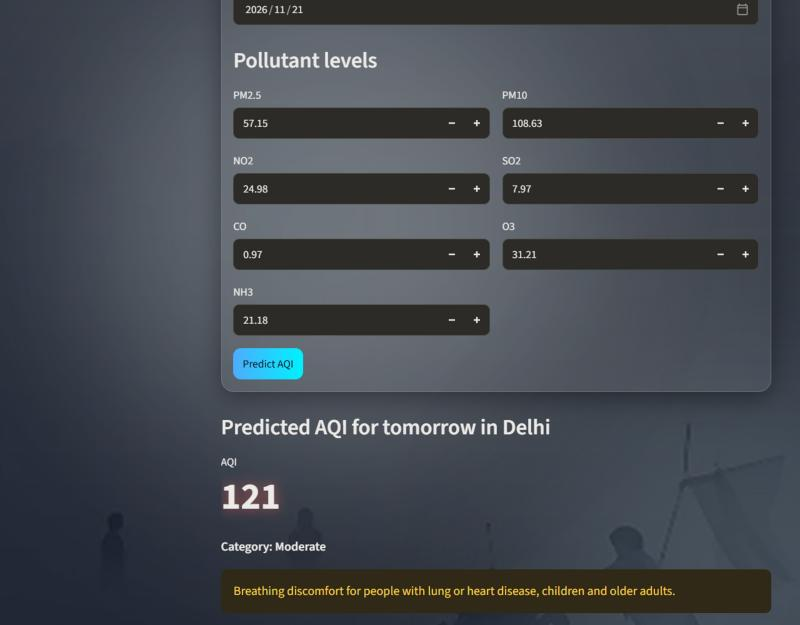 2026/11/21
Pollutant levels
PM2.5
PM10
57.15 − +
108.63 − +
NO2
SO2
24.98 − +
7.97 − +
CO
O3
0.97 − +
31.21 − +
NH3
21.18 − +
Predict AQI
Predicted AQI for tomorrow in Delhi
AQI
121
Category: Moderate
Breathing discomfort for people with lung or heart disease, children and older adults.